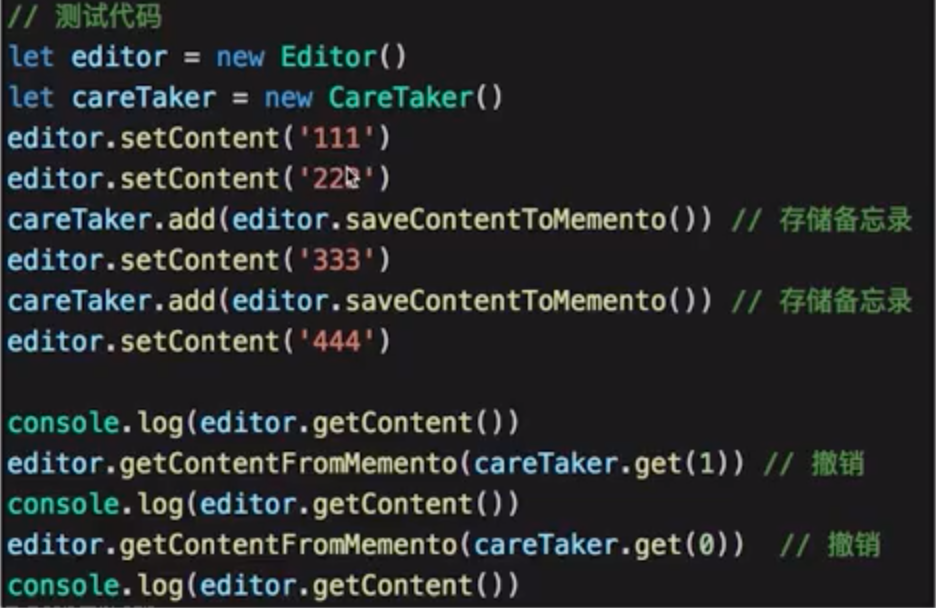 // 测试代码
let editor = new Editor()
let careTaker = new CareTaker()
editor.setContent('111')
editor.setContent('222')
careTaker.add(editor.saveContentToMemento()) // 存储备忘录
editor.setContent('333')
careTaker.add(editor.saveContentToMemento()) // 存储备忘录
editor.setContent('444')
console.log(editor.getContent())
editor.getContentFromMemento(careTaker.get(1)) // 撤销
console.log(editor.getContent())
editor.getContentFromMemento(careTaker.get(0)) // 撤销
console.log(editor.getContent())